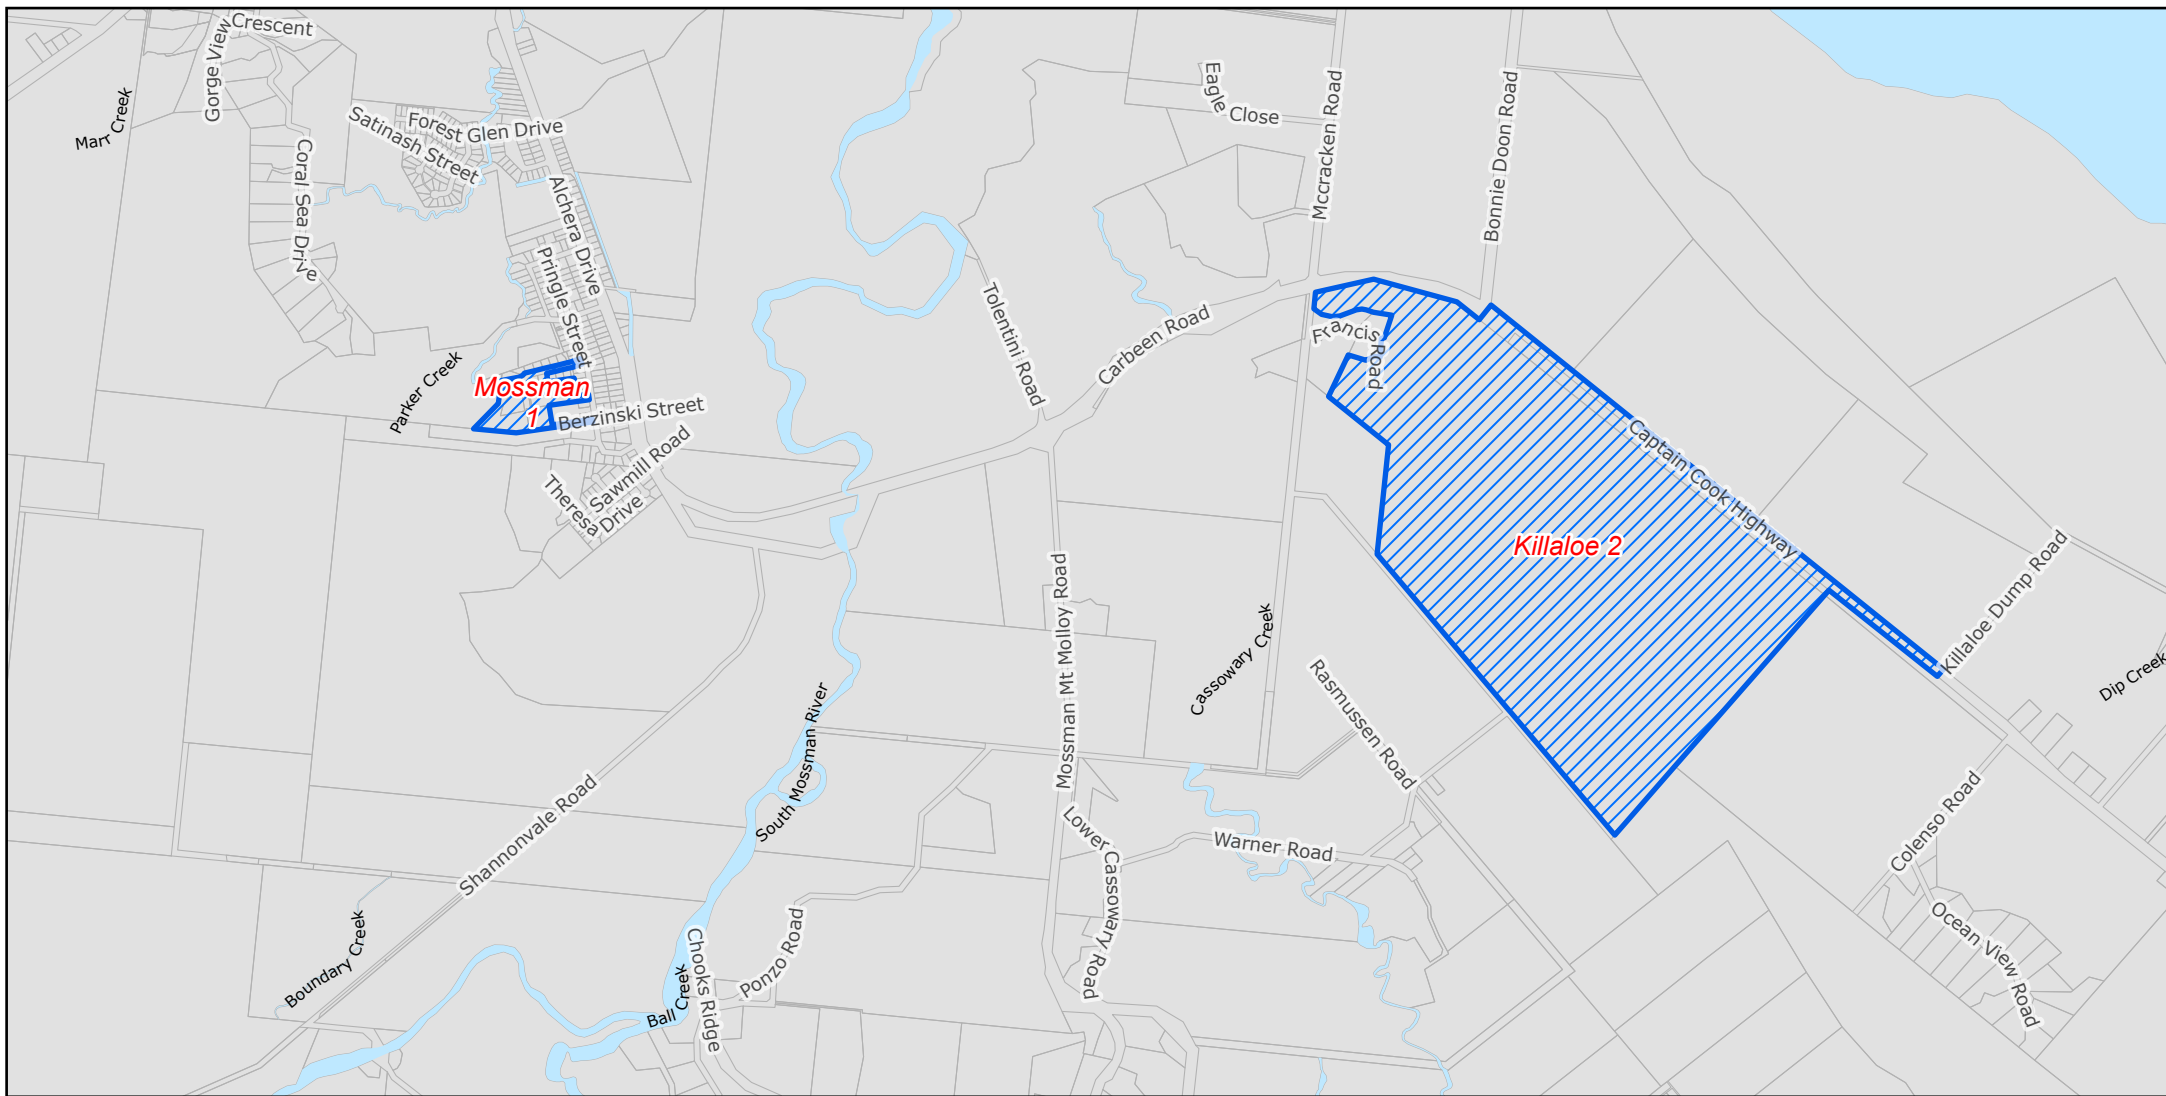 Crescent
Gorge View
Marr Creek
Forest Glen Drive
Satinash Street
Coral Sea Drive
Alchera Drive
Pringle Street
Parker Creek
Mossman
1
Berzinski Street
Sawmill Road
Theresa Drive
Eagle Close
Mccracken Road
Bonnie Doon Road
Tolentini Road
Carbeen Road
Francis Road
Captain Cook Highway
Killaloe 2
Killaloe Dump Road
Dip Creek
Mossman Mt Molloy Road
Cassowary Creek
Rasmussen Road
South Mossman River
Shannonvale Road
Lower Cassowary Road
Warner Road
Colenso Road
Ocean View Road
Boundary Creek
Ball Creek
Chooks Ridge
Ponzo Road